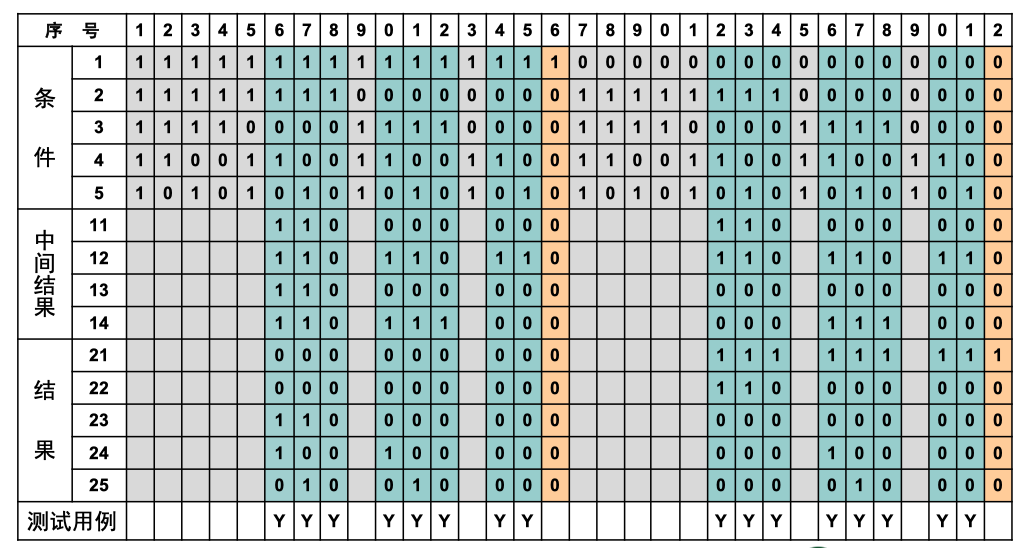 序 号 1 2 3 4 5 6 7 8 9 0 1 2 3 4 5 6 7 8 9 0 1 2 3 4 5 6 7 8 9 0 1 2
条件
1 1 1 1 1 1 1 1 1 1 1 1 1 1 1 1 1 0 0 0 0 0 0 0 0 0 0 0 0 0 0 0 0
2 1 1 1 1 1 1 1 1 0 0 0 0 0 0 0 0 1 1 1 1 1 1 1 1 0 0 0 0 0 0 0 0
3 1 1 1 1 0 0 0 0 1 1 1 1 0 0 0 0 1 1 1 1 0 0 0 0 1 1 1 1 0 0 0 0
4 1 1 0 0 1 1 0 0 1 1 0 0 1 1 0 0 1 1 0 0 1 1 0 0 1 1 0 0 1 1 0 0
5 1 0 1 0 1 0 1 0 1 0 1 0 1 0 1 0 1 0 1 0 1 0 1 0 1 0 1 0 1 0 1 0
中间结果
11 1 1 0 0 0 0 0 0 0 1 1 0 0 0 0 0 0 0
12 1 1 0 1 1 0 1 1 0 1 1 0 1 1 0 1 1 0
13 1 1 0 0 0 0 0 0 0 0 0 0 0 0 0 0 0 0
14 1 1 0 1 1 1 0 0 0 0 0 0 1 1 1 0 0 0
结果
21 0 0 0 0 0 0 0 0 0 1 1 1 1 1 1 1 1 1
22 0 0 0 0 0 0 0 0 0 1 1 0 0 0 0 0 0 0
23 1 1 0 0 0 0 0 0 0 0 0 0 0 0 0 0 0 0
24 1 0 0 1 0 0 0 0 0 0 0 0 1 0 0 0 0 0
25 0 1 0 0 1 0 0 0 0 0 0 0 0 1 0 0 0 0
测试用例 Y Y Y Y Y Y Y Y Y Y Y Y Y Y Y Y